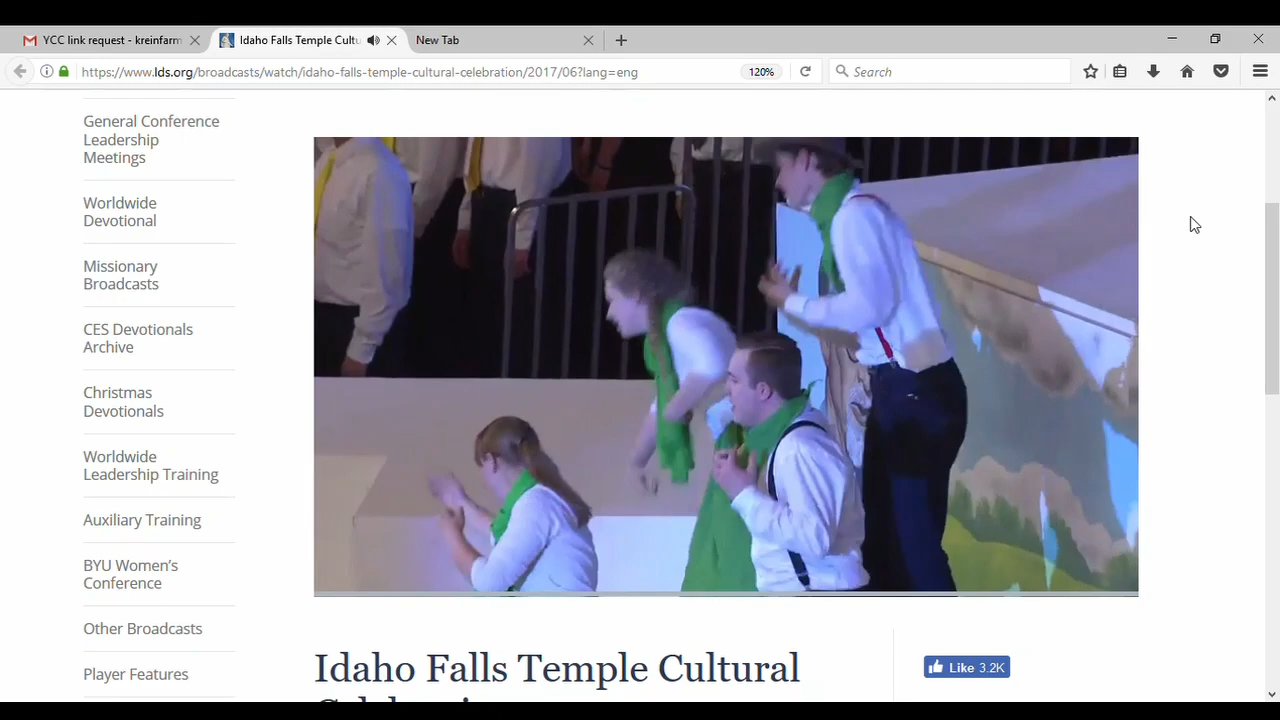 YCC link request - kreinfarm
Idaho Falls Temple Cultu
New Tab
https://www.lds.org/broadcasts/watch/idaho-falls-temple-cultural-celebration/2017/06?lang=eng
120%
Search
General Conference
Leadership
Meetings
Worldwide
Devotional
Missionary
Broadcasts
CES Devotionals
Archive
Christmas
Devotionals
Worldwide
Leadership Training
Auxiliary Training
BYU Women's
Conference
Other Broadcasts
Player Features
Idaho Falls Temple Cultural
Like 3.2K